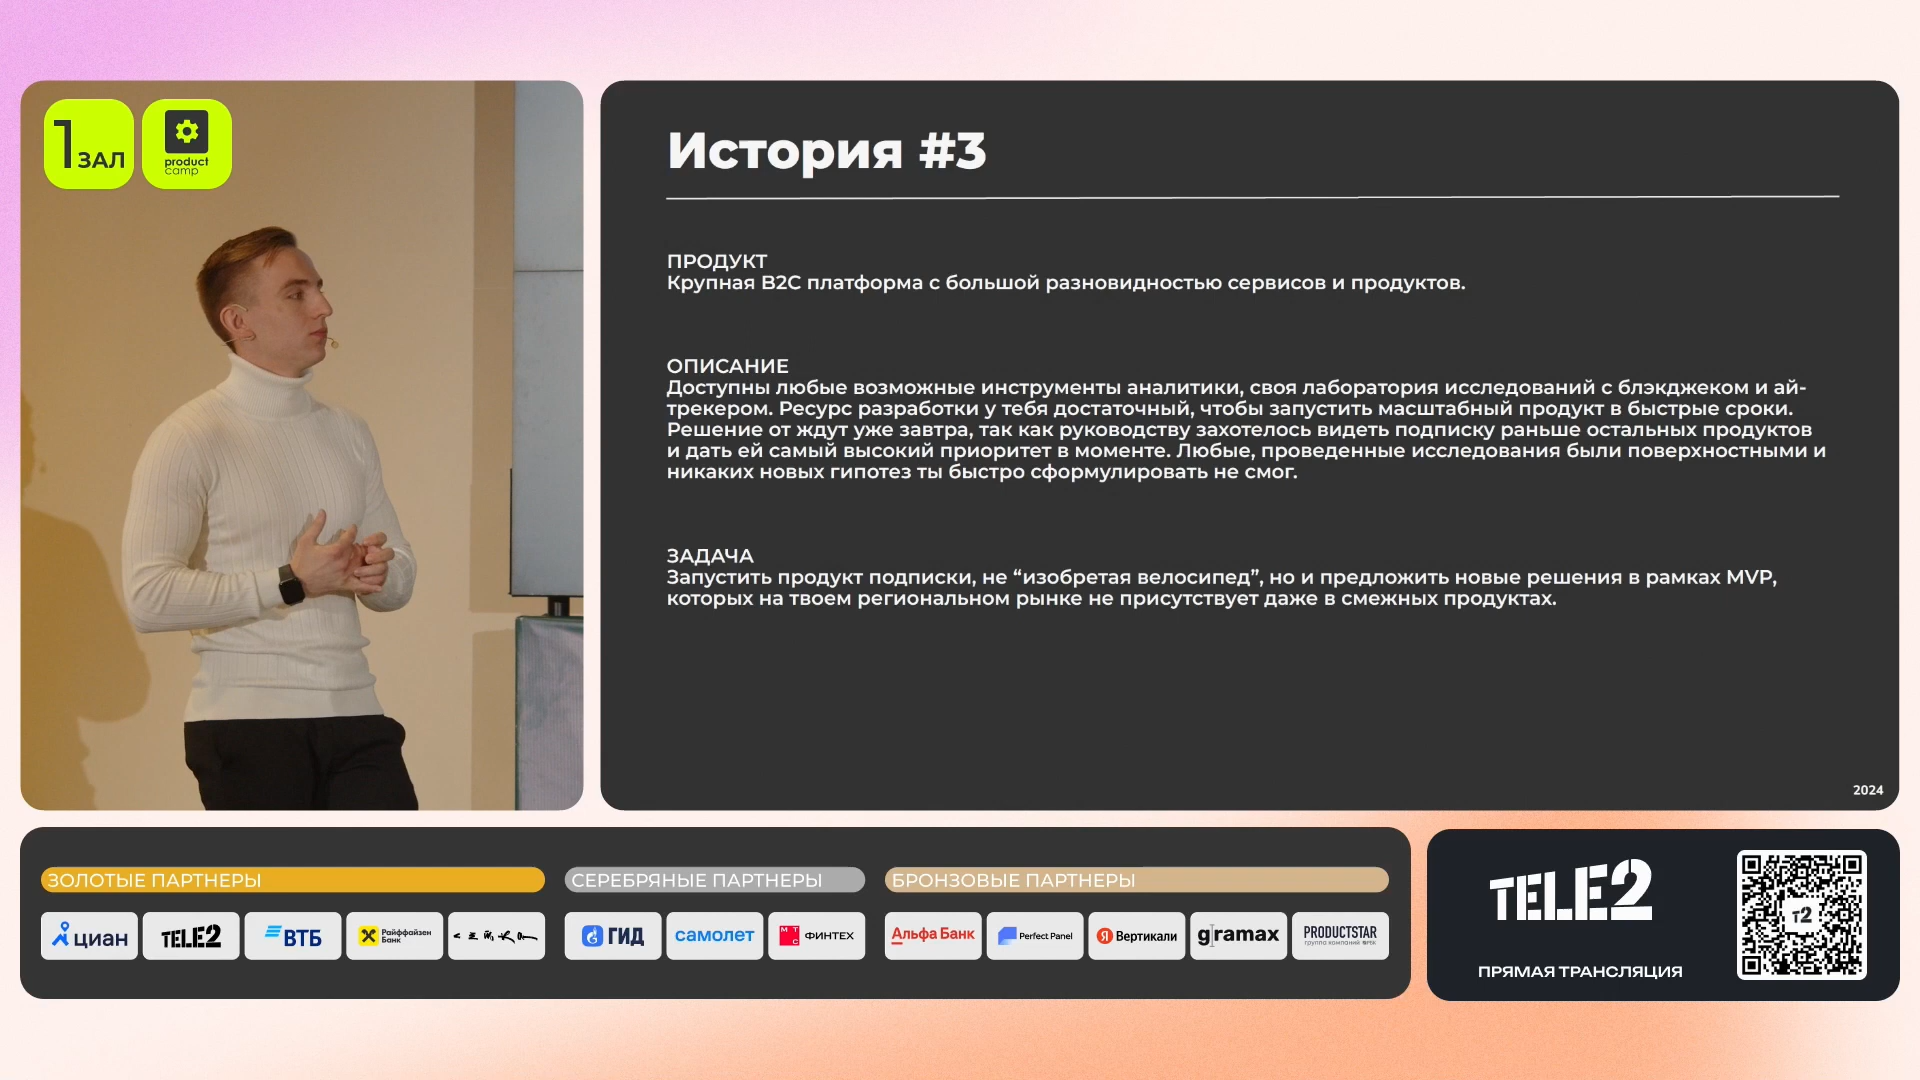 1 ЗАЛ
product
camp
История #3
ПРОДУКТ
Крупная B2C платформа с большой разновидностью сервисов и продуктов.
ОПИСАНИЕ
Доступны любые возможные инструменты аналитики, своя лаборатория исследований с блэкджеком и ай-
трекером. Ресурс разработки у тебя достаточный, чтобы запустить масштабный продукт в быстрые сроки.
Решение от ждут уже завтра, так как руководству захотелось видеть подписку раньше остальных продуктов
и дать ей самый высокий приоритет в моменте. Любые, проведенные исследования были поверхностными и
никаких новых гипотез ты быстро сформулировать не смог.
ЗАДАЧА
Запустить продукт подписки, не “изобретая велосипед”, но и предложить новые решения в рамках MVP,
которых на твоем региональном рынке не присутствует даже в смежных продуктах.
2024
ЗОЛОТЫЕ ПАРТНЕРЫ
циан
TELE2
ВТБ
Райффайзен
Банк
СЕРЕБРЯНЫЕ ПАРТНЕРЫ
ГИД
самолет
МТС
ФИНТЕХ
БРОНЗОВЫЕ ПАРТНЕРЫ
Альфа Банк
Perfect Panel
Я Вертикали
gramax
PRODUCTSTAR
группа компаний
TELE2
ПРЯМАЯ ТРАНСЛЯЦИЯ
T2